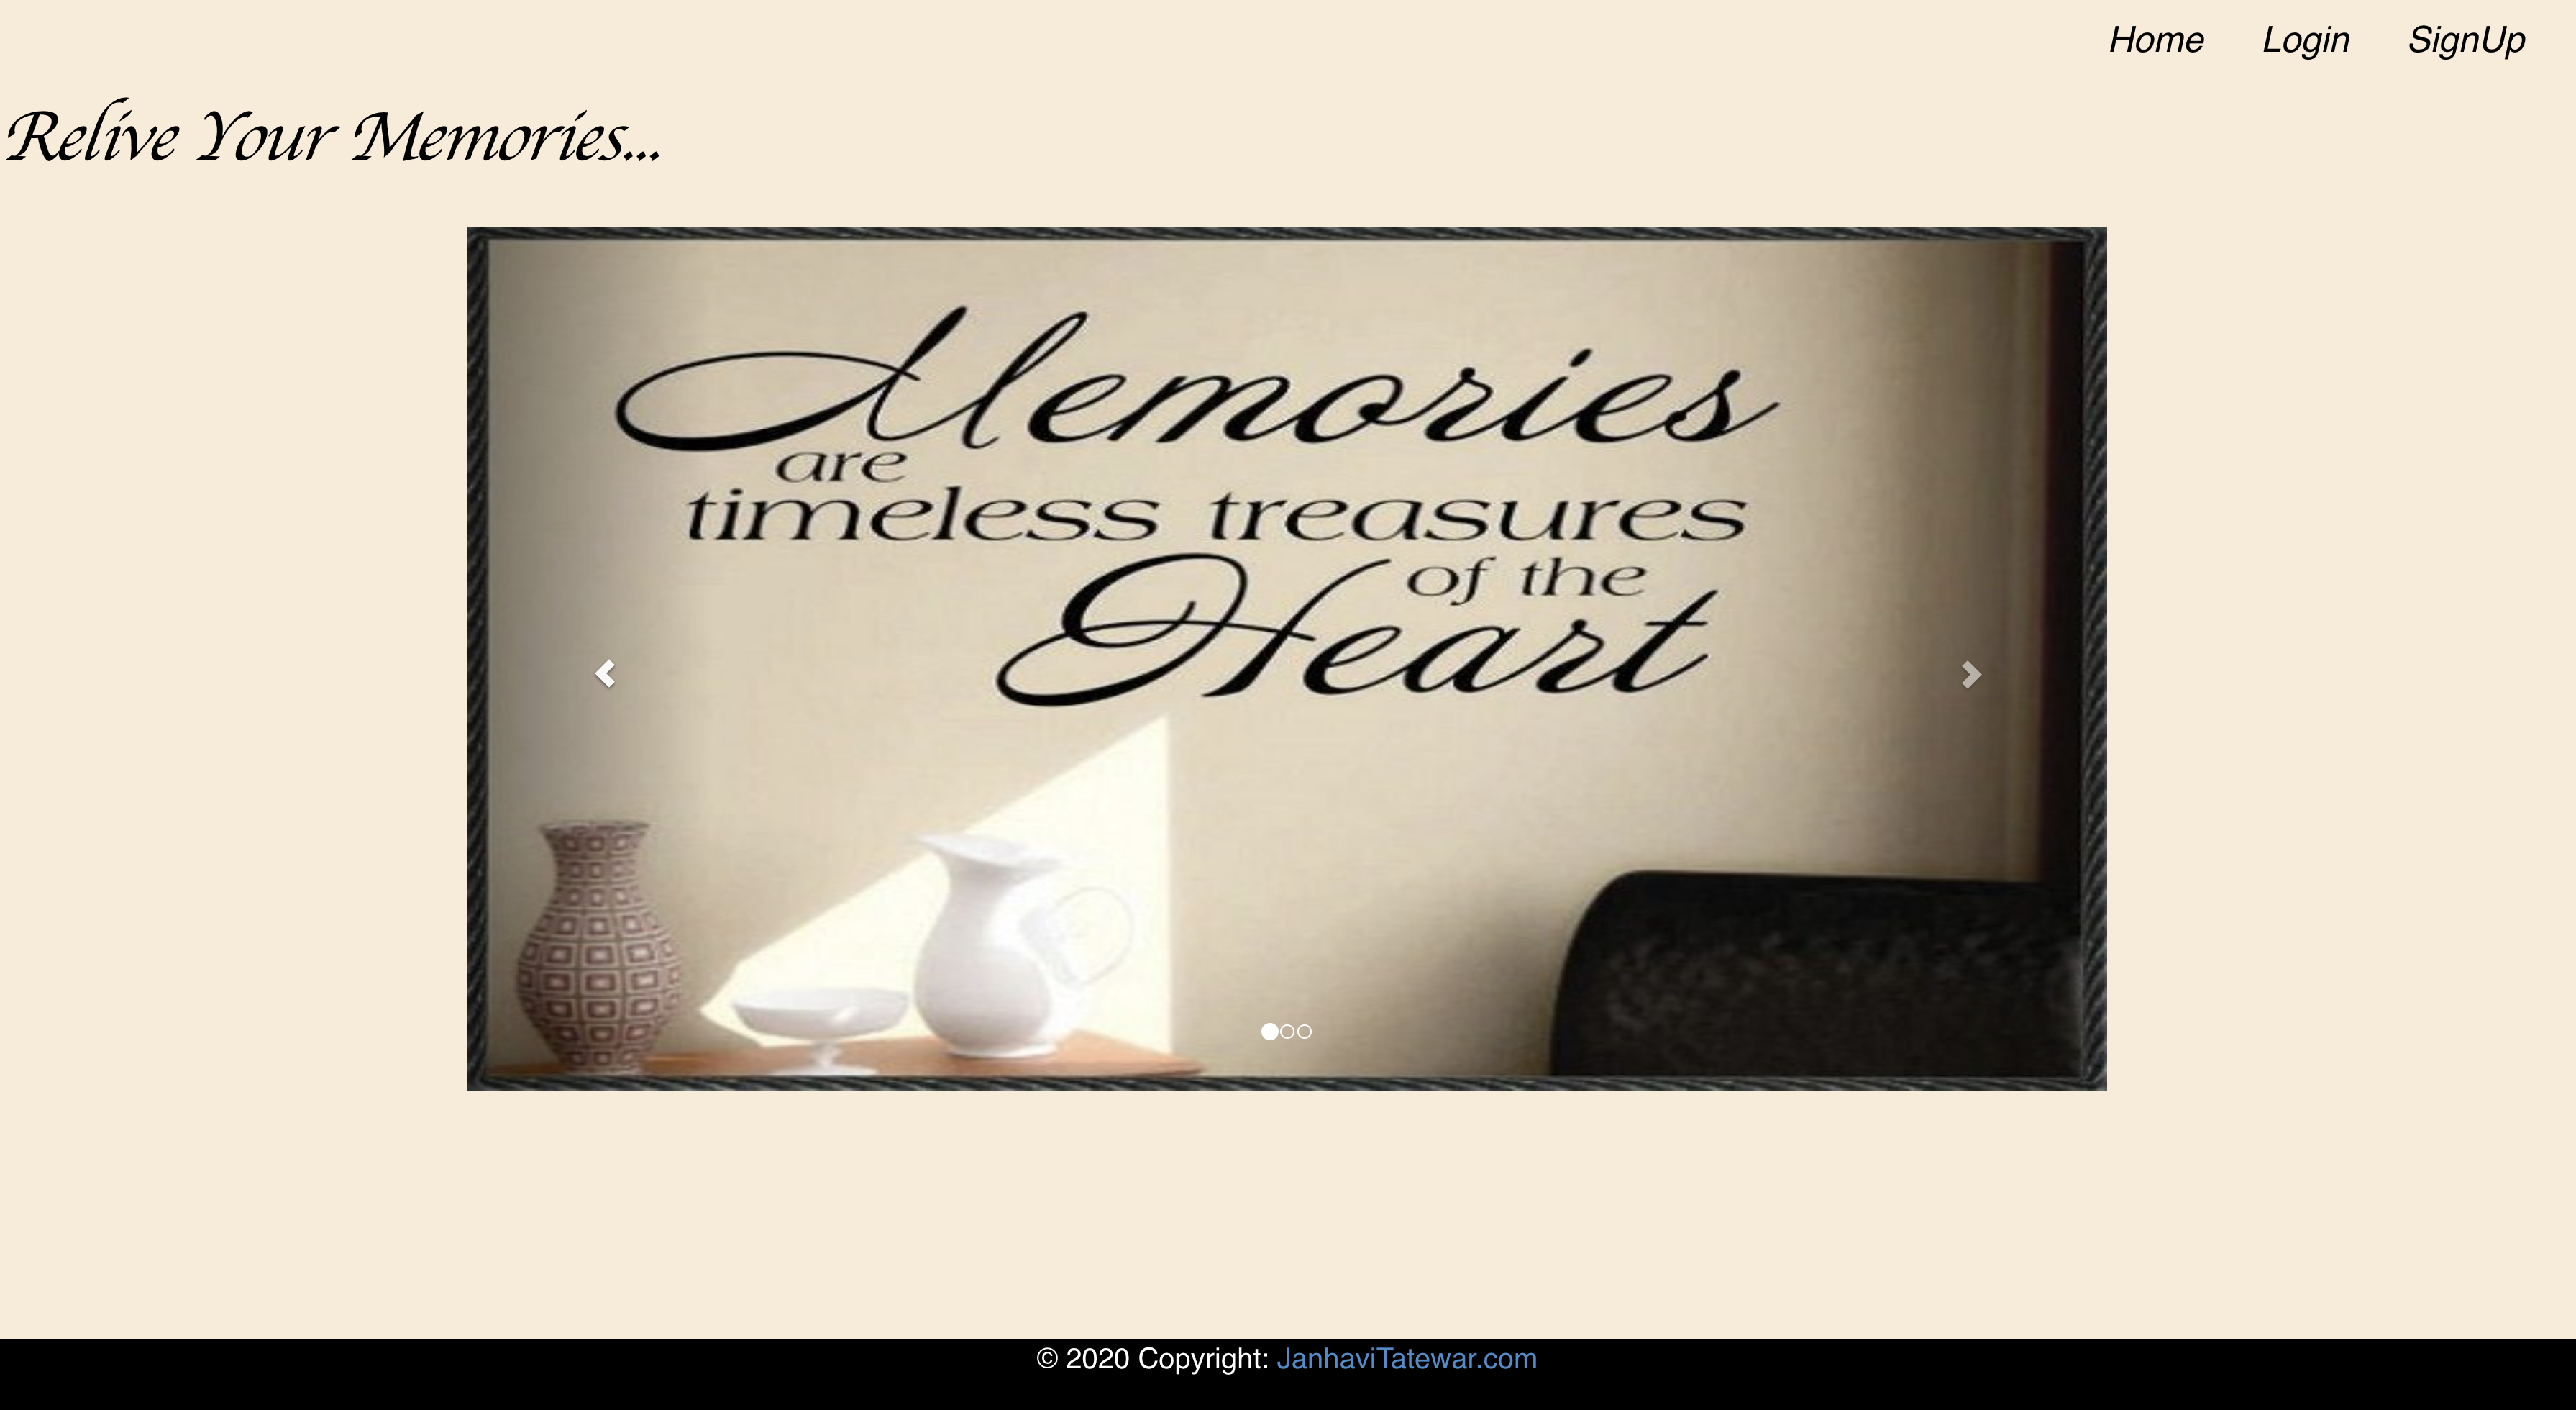 Home Login SignUp
Relive Your Memories...
Memories
are
timeless treasures
of the
Heart
© 2020 Copyright: JanhaviTatewar.com